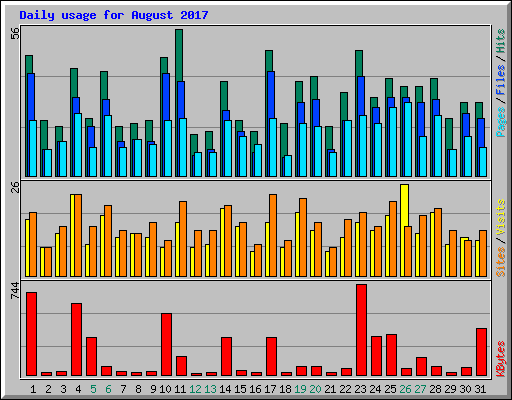 Daily usage for August 2017
56
Pages / Files / Hits
26
Sites / Visits
744
KBytes
1 2 3 4 5 6 7 8 9 10 11 12 13 14 15 16 17 18 19 20 21 22 23 24 25 26 27 28 29 30 31